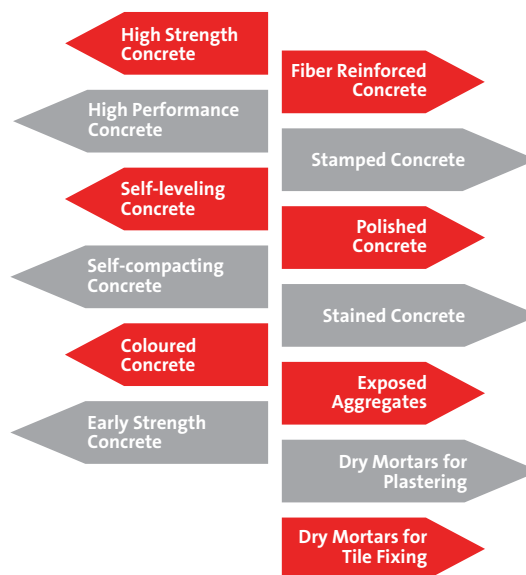 High Strength
Concrete
Fiber Reinforced
Concrete
High Performance
Concrete
Stamped Concrete
Self-leveling
Concrete
Polished
Concrete
Self-compacting
Concrete
Stained Concrete
Coloured
Concrete
Exposed
Aggregates
Early Strength
Concrete
Dry Mortars for
Plastering
Dry Mortars for
Tile Fixing